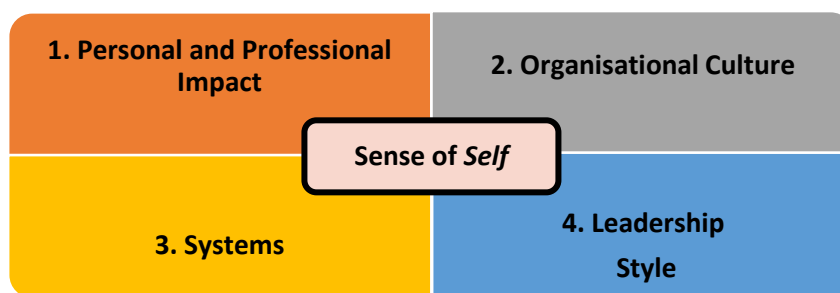 1. Personal and Professional
Impact
2. Organisational Culture
Sense of Self
3. Systems
4. Leadership
Style